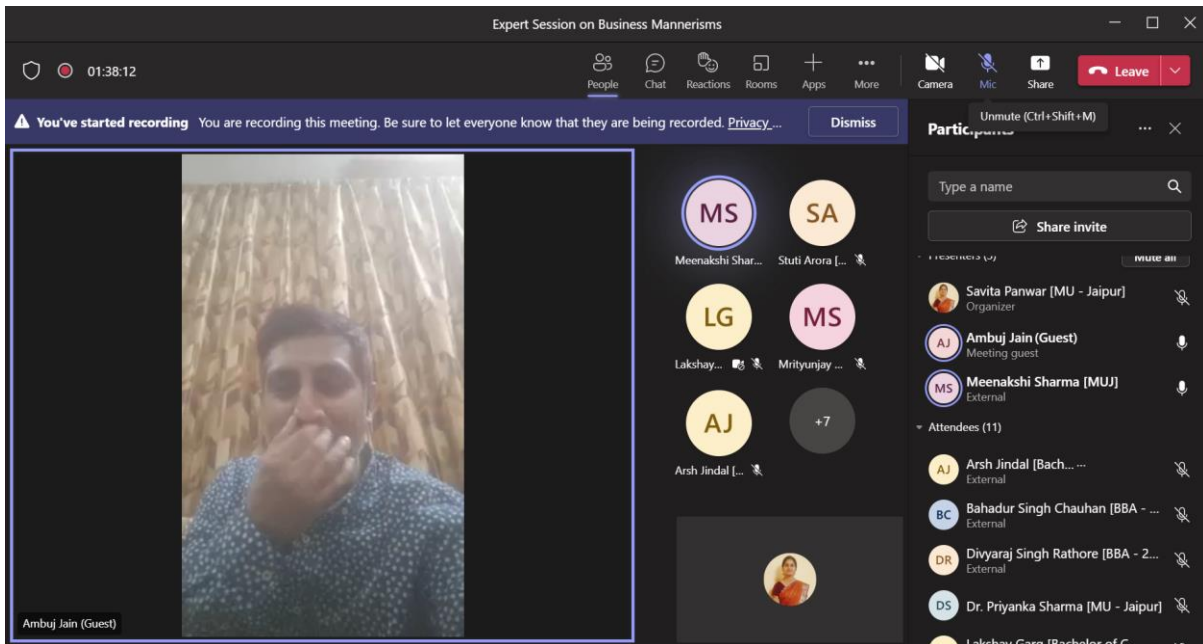 Expert Session on Business Mannerisms
01:38:12
People
Chat
Reactions
Rooms
Apps
More
Camera
Mic
Share
Leave
You've started recording You are recording this meeting. Be sure to let everyone know that they are being recorded. Privacy ...
Dismiss
Unmute (Ctrl+Shift+M)
Participants
Type a name
Share invite
Mute all
MS
Meenakshi Shar...
SA
Stuti Arora [...
LG
Lakshay...
MS
Mrityunjay ...
AJ
Arsh Jindal [...
+7
Ambuj Jain (Guest)
Savita Panwar [MU - Jaipur]
Organizer
AJ
Ambuj Jain (Guest)
Meeting guest
MS
Meenakshi Sharma [MUJ]
External
Attendees (11)
AJ
Arsh Jindal [Bach... ...
External
BC
Bahadur Singh Chauhan [BBA - ...
External
DR
Divyaraj Singh Rathore [BBA - 2...
External
DS
Dr. Priyanka Sharma [MU - Jaipur]
Lakshay Garg [Bachelor of C...